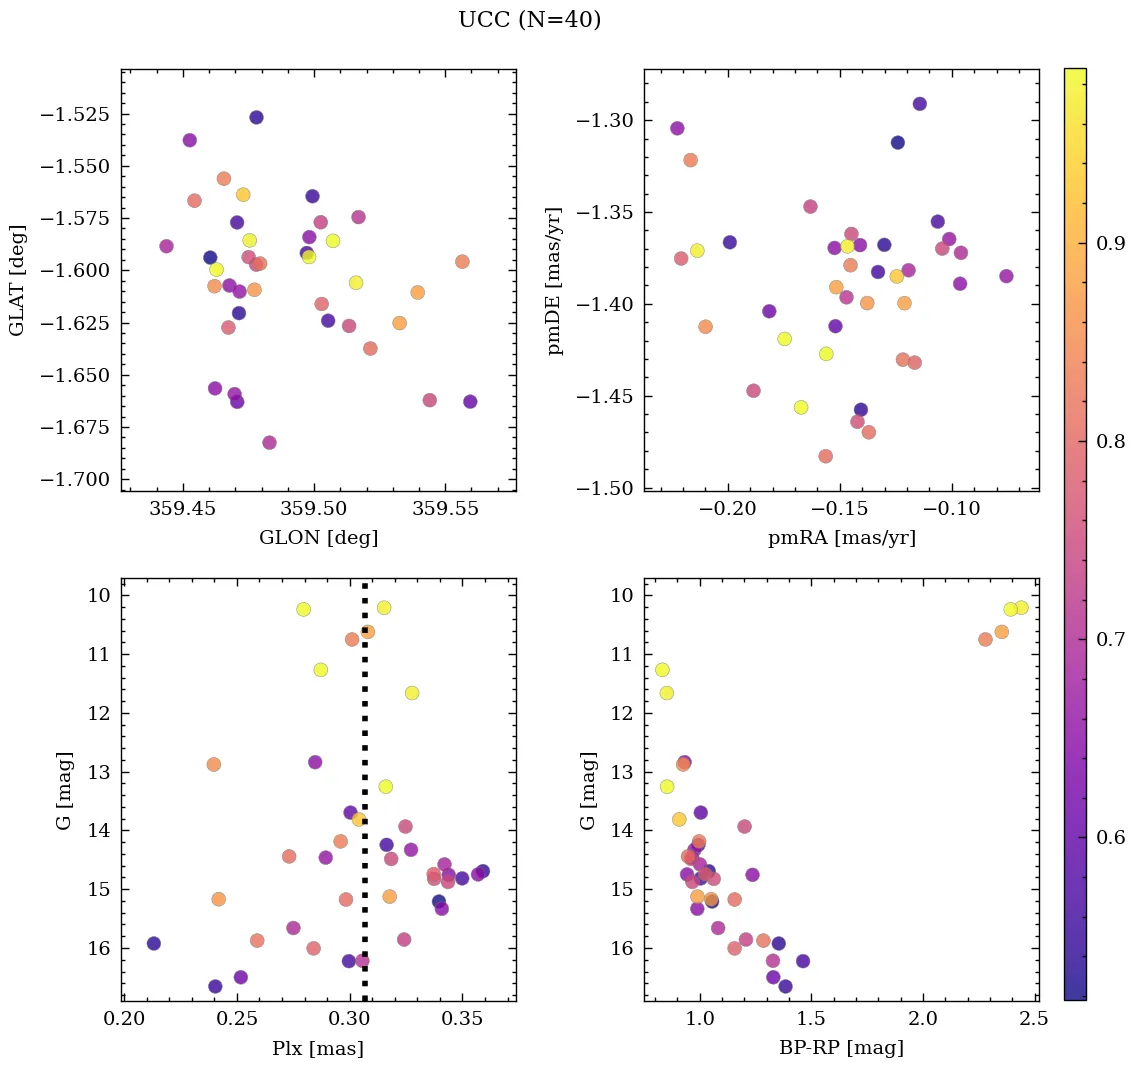 UCC (N=40)
−1.525
−1.550
−1.575
−1.600
−1.625
−1.650
−1.675
−1.700
GLAT [deg]
359.45 359.50 359.55
GLON [deg]
−1.30
−1.35
−1.40
−1.45
−1.50
pmDE [mas/yr]
−0.20 −0.15 −0.10
pmRA [mas/yr]
10
11
12
13
14
15
16
G [mag]
0.20 0.25 0.30 0.35
Plx [mas]
10
11
12
13
14
15
16
G [mag]
1.0 1.5 2.0 2.5
BP-RP [mag]
0.9
0.8
0.7
0.6